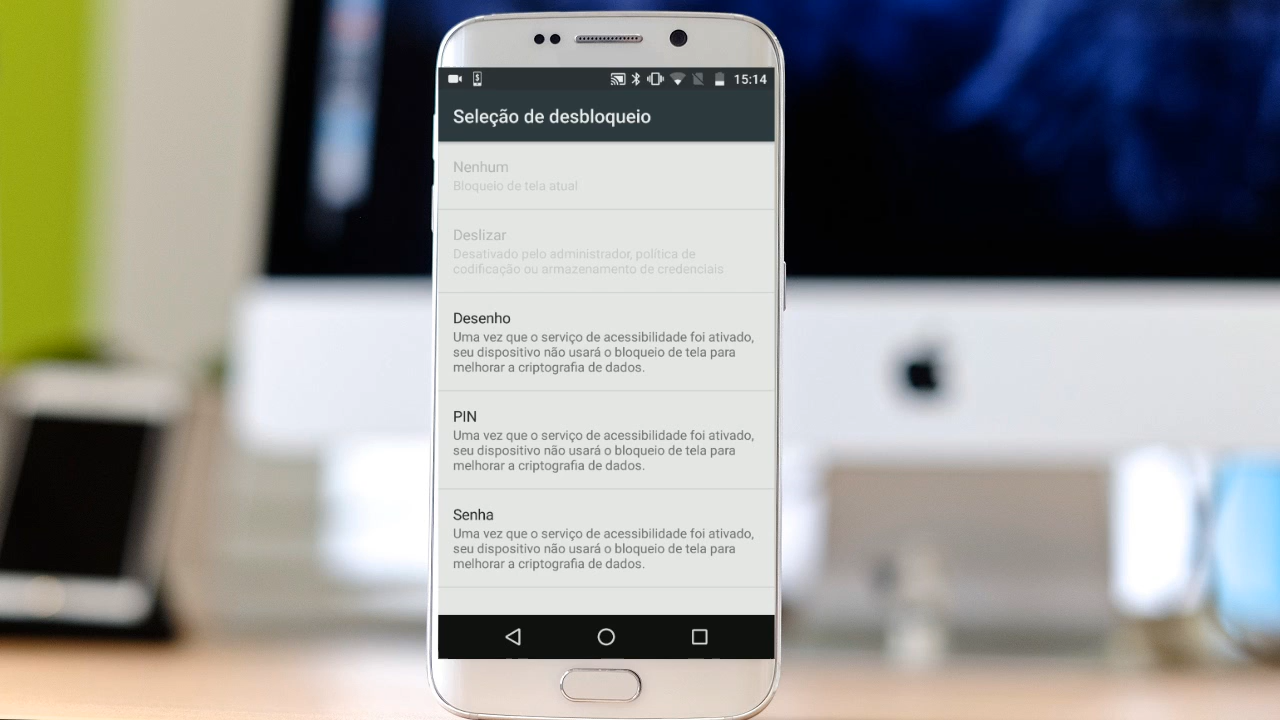 15:14
Seleção de desbloqueio
Nenhum
Bloqueio de tela atual
Deslizar
Desativado pelo administrador, política de
codificação ou armazenamento de credenciais
Desenho
Uma vez que o serviço de acessibilidade foi ativado,
seu dispositivo não usará o bloqueio de tela para
melhorar a criptografia de dados.
PIN
Uma vez que o serviço de acessibilidade foi ativado,
seu dispositivo não usará o bloqueio de tela para
melhorar a criptografia de dados.
Senha
Uma vez que o serviço de acessibilidade foi ativado,
seu dispositivo não usará o bloqueio de tela para
melhorar a criptografia de dados.